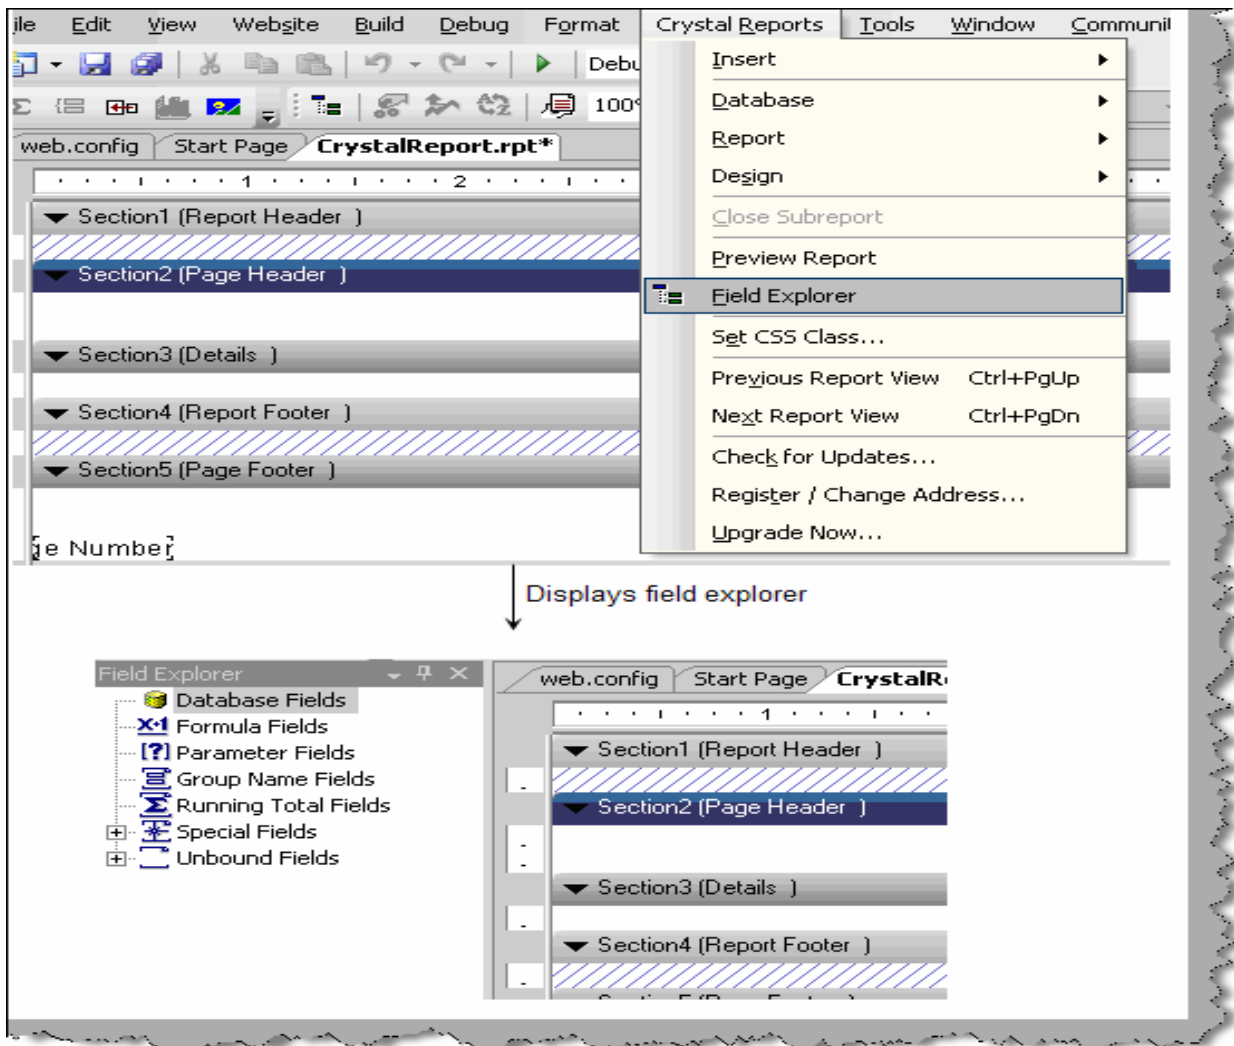 ile Edit View Website Build Debug Format Crystal Reports Tools Window Communit
Debu
100%
web.config Start Page CrystalReport.rpt*
1 2
Section1 (Report Header )
Section2 (Page Header )
Section3 (Details )
Section4 (Report Footer )
Section5 (Page Footer )
ge Number
Insert
Database
Report
Design
Close Subreport
Preview Report
Field Explorer
Set CSS Class...
Previous Report View Ctrl+PgUp
Next Report View Ctrl+PgDn
Check for Updates...
Register / Change Address...
Upgrade Now...
Displays field explorer
Field Explorer
Database Fields
Formula Fields
Parameter Fields
Group Name Fields
Running Total Fields
Special Fields
Unbound Fields
web.config Start Page CrystalR
1
Section1 (Report Header )
Section2 (Page Header )
Section3 (Details )
Section4 (Report Footer )